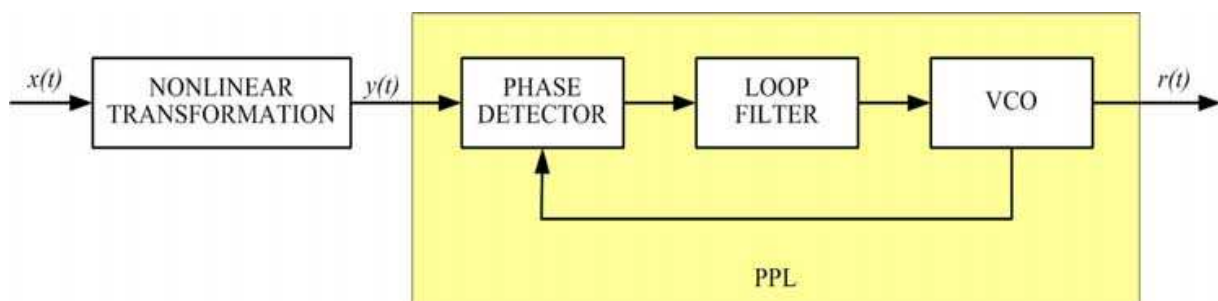 x(t)
NONLINEAR
TRANSFORMATION
y(t)
PHASE
DETECTOR
LOOP
FILTER
VCO
r(t)
PPL